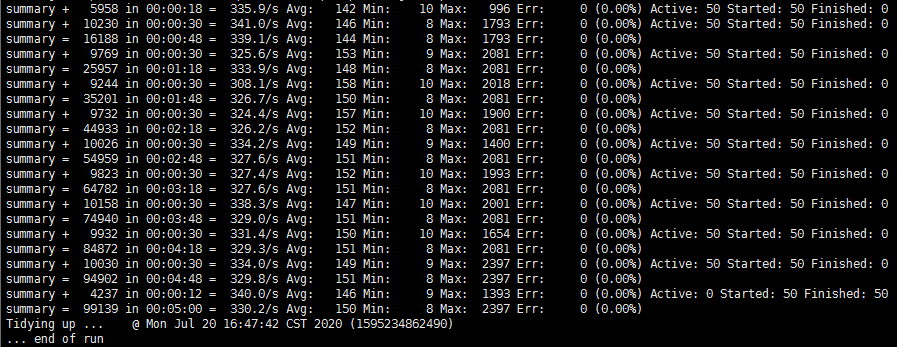 summary +   5958 in 00:00:18 =  335.9/s Avg:   142 Min:    10 Max:   996 Err:     0 (0.00%) Active: 50 Started: 50 Finished: 0
summary +  10230 in 00:00:30 =  341.0/s Avg:   146 Min:     8 Max:  1793 Err:     0 (0.00%) Active: 50 Started: 50 Finished: 0
summary =  16188 in 00:00:48 =  339.1/s Avg:   144 Min:     8 Max:  1793 Err:     0 (0.00%)
summary +   9769 in 00:00:30 =  325.6/s Avg:   153 Min:     9 Max:  2081 Err:     0 (0.00%) Active: 50 Started: 50 Finished: 0
summary =  25957 in 00:01:18 =  333.9/s Avg:   148 Min:     8 Max:  2081 Err:     0 (0.00%)
summary +   9244 in 00:00:30 =  308.1/s Avg:   158 Min:    10 Max:  2018 Err:     0 (0.00%) Active: 50 Started: 50 Finished: 0
summary =  35201 in 00:01:48 =  326.7/s Avg:   150 Min:     8 Max:  2081 Err:     0 (0.00%)
summary +   9732 in 00:00:30 =  324.4/s Avg:   157 Min:    10 Max:  1900 Err:     0 (0.00%) Active: 50 Started: 50 Finished: 0
summary =  44933 in 00:02:18 =  326.2/s Avg:   152 Min:     8 Max:  2081 Err:     0 (0.00%)
summary +  10026 in 00:00:30 =  334.2/s Avg:   149 Min:     9 Max:  1400 Err:     0 (0.00%) Active: 50 Started: 50 Finished: 0
summary =  54959 in 00:02:48 =  327.6/s Avg:   151 Min:     8 Max:  2081 Err:     0 (0.00%)
summary +   9823 in 00:00:30 =  327.4/s Avg:   152 Min:    10 Max:  1993 Err:     0 (0.00%) Active: 50 Started: 50 Finished: 0
summary =  64782 in 00:03:18 =  327.6/s Avg:   151 Min:     8 Max:  2081 Err:     0 (0.00%)
summary +  10158 in 00:00:30 =  338.3/s Avg:   147 Min:    10 Max:  2001 Err:     0 (0.00%) Active: 50 Started: 50 Finished: 0
summary =  74940 in 00:03:48 =  329.0/s Avg:   151 Min:     8 Max:  2081 Err:     0 (0.00%)
summary +   9932 in 00:00:30 =  331.4/s Avg:   150 Min:    10 Max:  1654 Err:     0 (0.00%) Active: 50 Started: 50 Finished: 0
summary =  84872 in 00:04:18 =  329.3/s Avg:   151 Min:     8 Max:  2081 Err:     0 (0.00%)
summary +  10030 in 00:00:30 =  334.0/s Avg:   149 Min:     9 Max:  2397 Err:     0 (0.00%) Active: 50 Started: 50 Finished: 0
summary =  94902 in 00:04:48 =  329.8/s Avg:   151 Min:     8 Max:  2397 Err:     0 (0.00%)
summary +   4237 in 00:00:12 =  340.0/s Avg:   146 Min:     9 Max:  1393 Err:     0 (0.00%) Active: 0 Started: 50 Finished: 50
summary =  99139 in 00:05:00 =  330.2/s Avg:   150 Min:     8 Max:  2397 Err:     0 (0.00%)
Tidying up ...    @ Mon Jul 20 16:47:42 CST 2020 (1595234862490)
... end of run